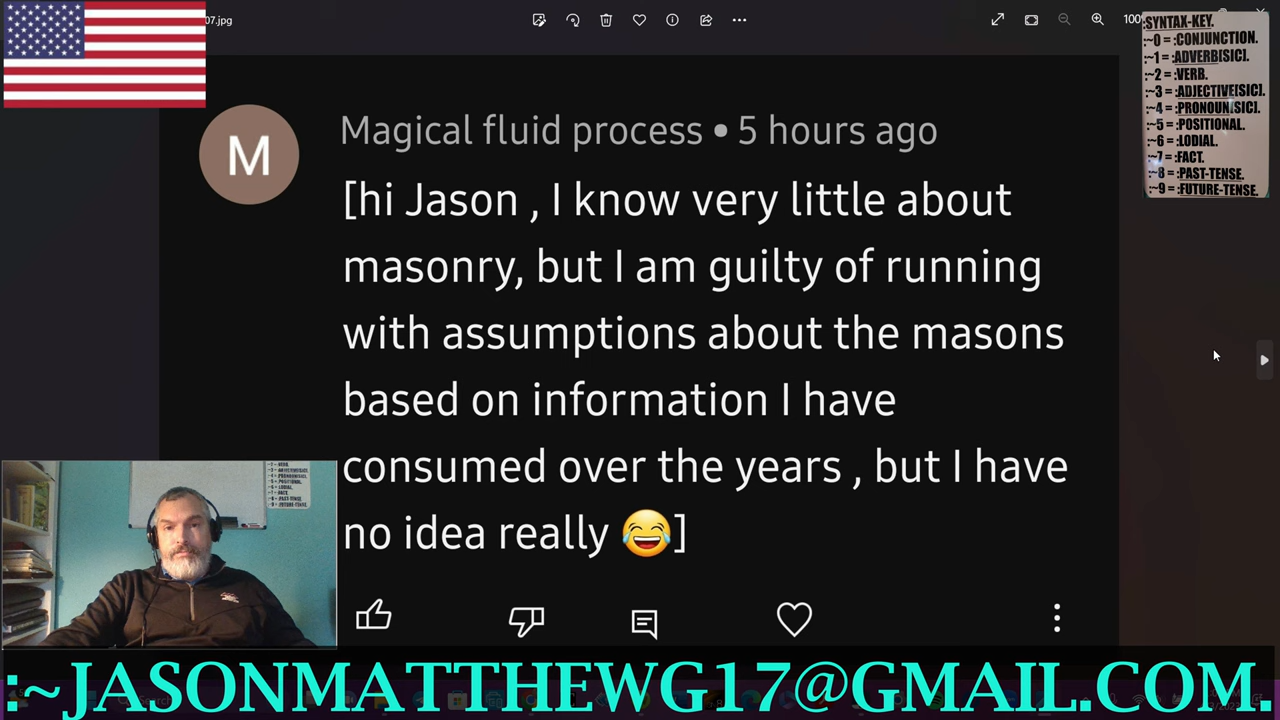 07.jpg
100
:SYNTAX-KEY.
:~0 = :CONJUNCTION.
:~1 = :ADVERB[SIC].
:~2 = :VERB.
:~3 = :ADJECTIVE[SIC].
:~4 = :PRONOUN[SIC].
:~5 = :POSITIONAL.
:~6 = :LODIAL.
:~7 = :FACT.
:~8 = :PAST-TENSE.
:~9 = :FUTURE-TENSE.
M
Magical fluid process • 5 hours ago
[hi Jason , I know very little about
masonry, but I am guilty of running
with assumptions about the masons
based on information I have
consumed over the years , but I have
no idea really 😂]
:~JASONMATTHEWG17@GMAIL.COM.